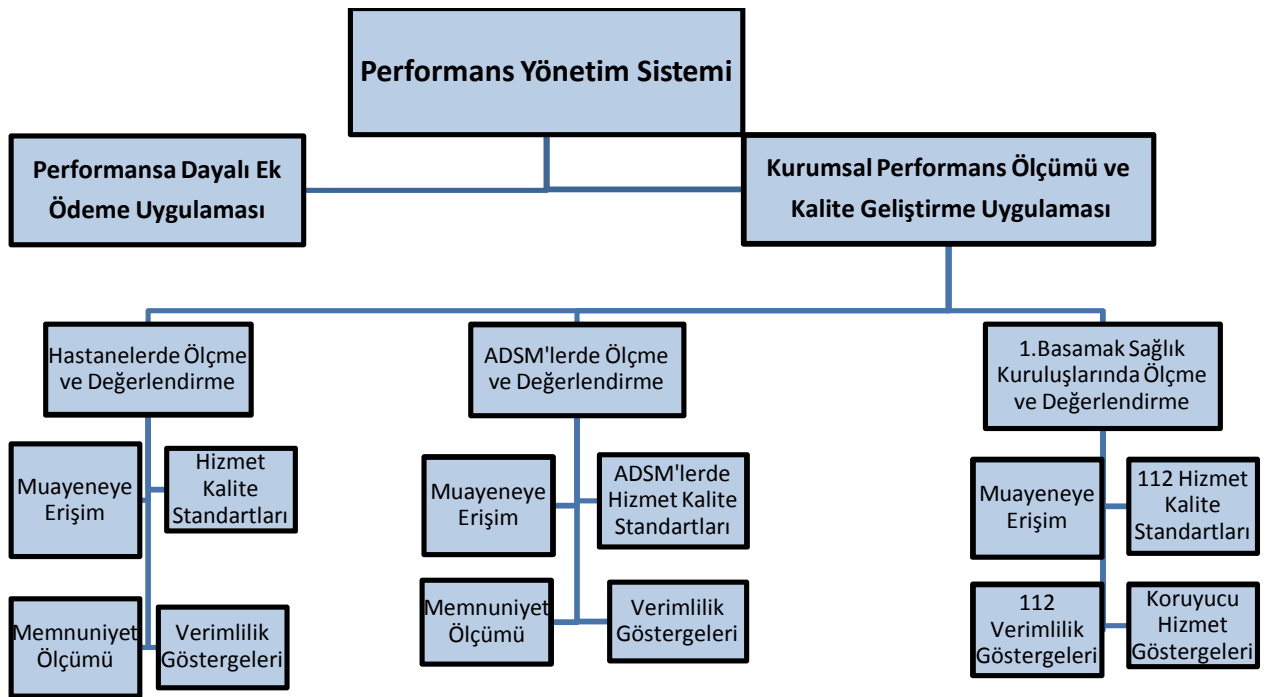 Performans Yönetim Sistemi
Performansa Dayalı Ek
Ödeme Uygulaması
Kurumsal Performans Ölçümü ve
Kalite Geliştirme Uygulaması
Hastanelerde Ölçme
ve Değerlendirme
ADSM'lerde Ölçme
ve Değerlendirme
1.Basamak Sağlık
Kuruluşlarında Ölçme
ve Değerlendirme
Muayeneye
Erişim
Hizmet
Kalite
Standartları
Muayeneye
Erişim
ADSM'lerde
Hizmet Kalite
Standartları
Muayeneye
Erişim
112 Hizmet
Kalite
Standartları
Memnuniyet
Ölçümü
Verimlilik
Göstergeleri
Memnuniyet
Ölçümü
Verimlilik
Göstergeleri
112
Verimlilik
Göstergeleri
Koruyucu
Hizmet
Göstergeleri